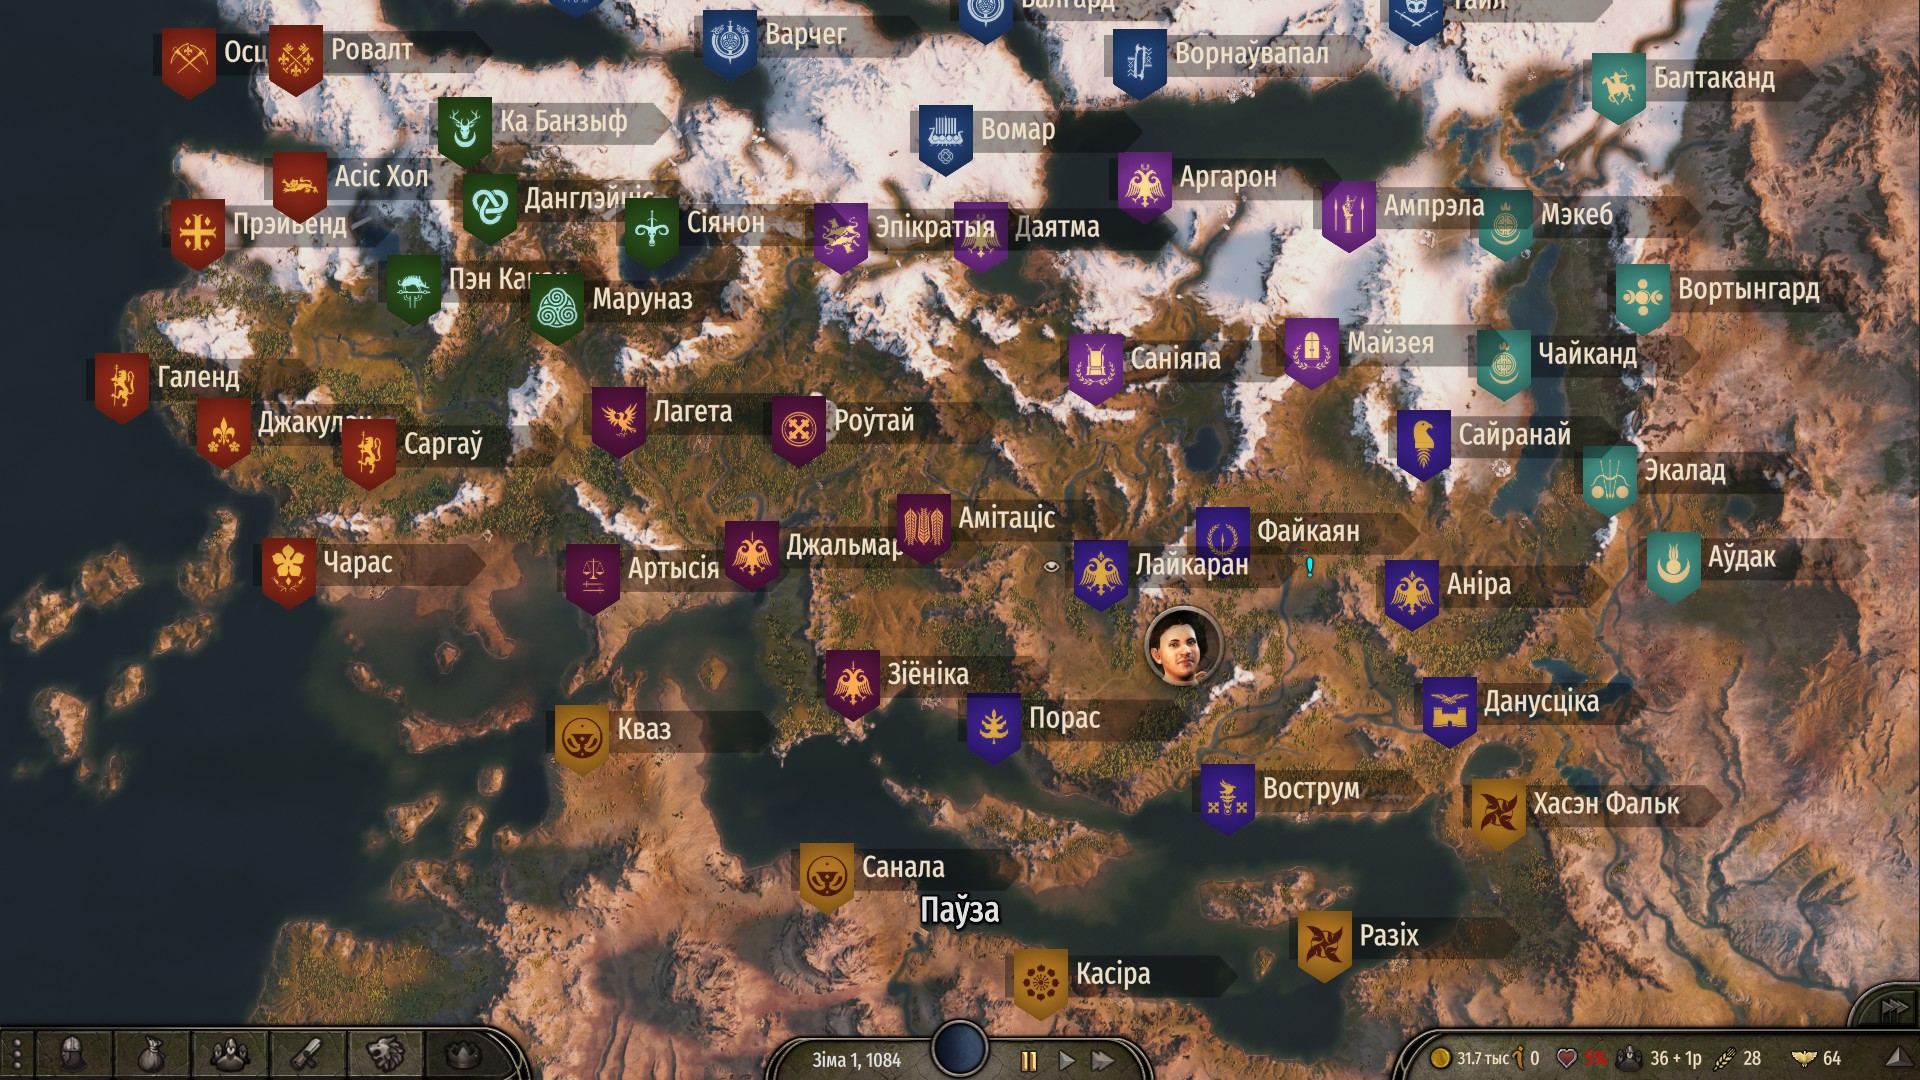 Варчег
Ровалт
Ворнаўвапал
Балтаканд
Ка Банзыф
Вомар
Асіс Хол
Аргарон
Ампрэла
Мэкеб
Прэйвенд
Сіянон
Эпікратыя
Даятма
Маруназ
Вортынгард
Саніяпа
Майзея
Чайканд
Галенд
Саргаў
Лагета
Роўтай
Сайранай
Экалад
Чарас
Артысія
Амітаціс
Файкаян
Лайкаран
Аніра
Аўдак
Зіёніка
Кваз
Порас
Данусціка
Вострум
Хасэн Фальк
Санала
Паўза
Разіх
Касіра
Зіма 1, 1084
31.7 тыс 0 5% 36 + 1р 28 64